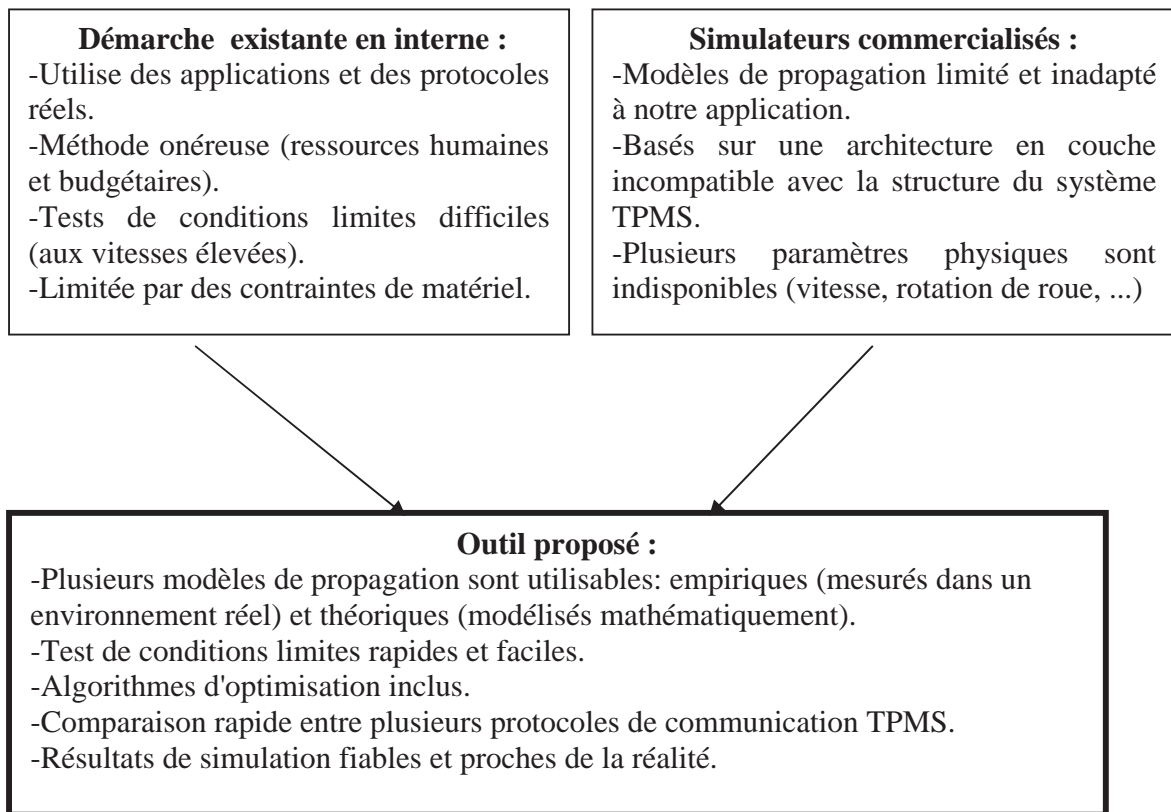 Démarche existante en interne :
-Utilise des applications et des protocoles
réels.
-Méthode onéreuse (ressources humaines
et budgétaires).
-Tests de conditions limites difficiles
(aux vitesses élevées).
-Limitée par des contraintes de matériel.
Simulateurs commercialisés :
-Modèles de propagation limité et inadapté
à notre application.
-Basés sur une architecture en couche
incompatible avec la structure du système
TPMS.
-Plusieurs paramètres physiques sont
indisponibles (vitesse, rotation de roue, ...)
Outil proposé :
-Plusieurs modèles de propagation sont utilisables: empiriques (mesurés dans un
environnement réel) et théoriques (modélisés mathématiquement).
-Test de conditions limites rapides et faciles.
-Algorithmes d'optimisation inclus.
-Comparaison rapide entre plusieurs protocoles de communication TPMS.
-Résultats de simulation fiables et proches de la réalité.